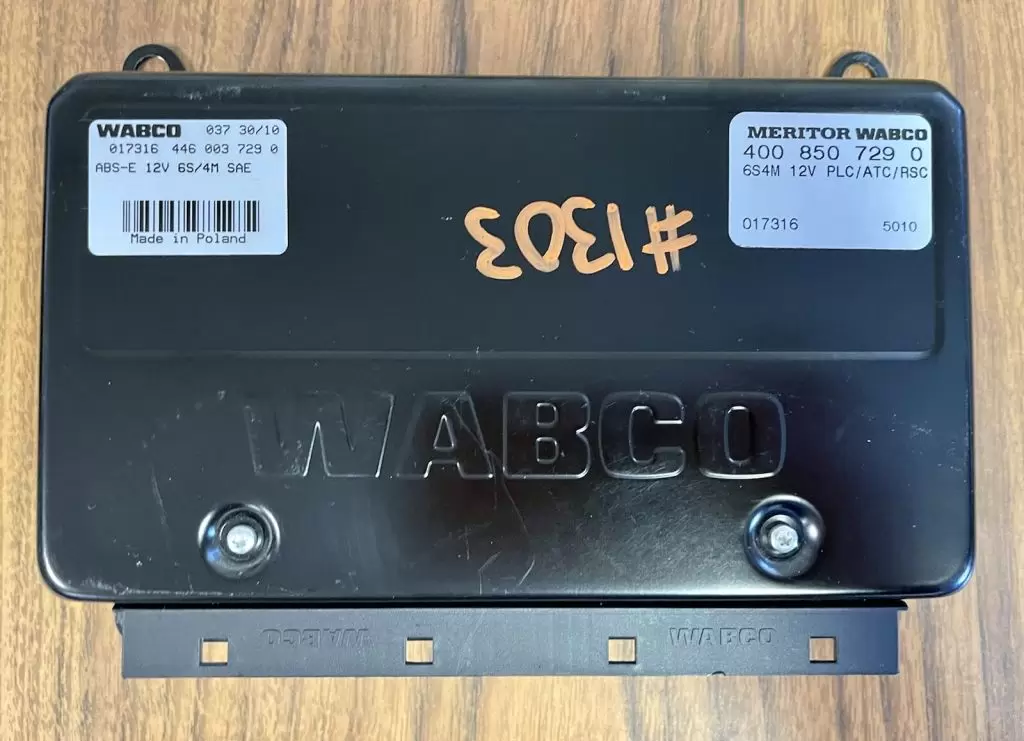 WABCO 037 30/10
017316 446 003 729 0
ABS-E 12V 6S/4M SAE
Made in Poland
MERITOR WABCO
400 850 729 0
6S4M 12V PLC/ATC/RSC
017316 5010
#1303
WABCO
WABCO WABCO